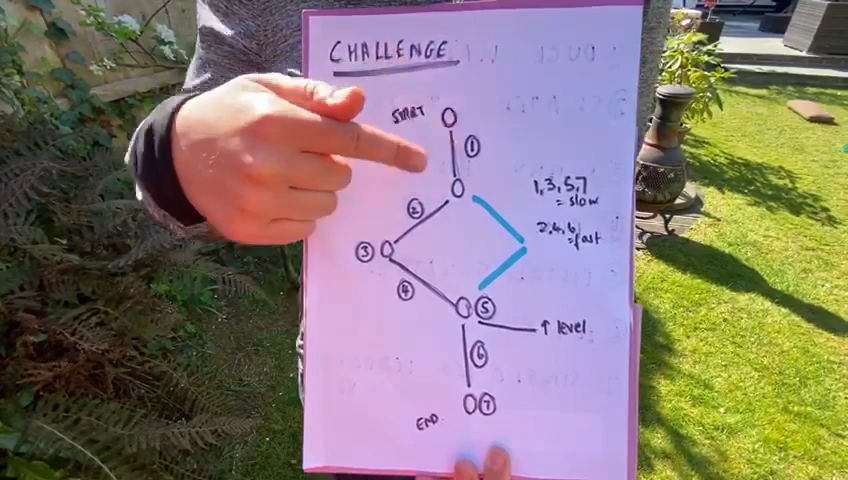 CHALLENGE
START
①
1, 3, 5, 7
= slow
②
2, 4, 6
= fast
③
④
⑤
↑ level
⑥
⑦
END